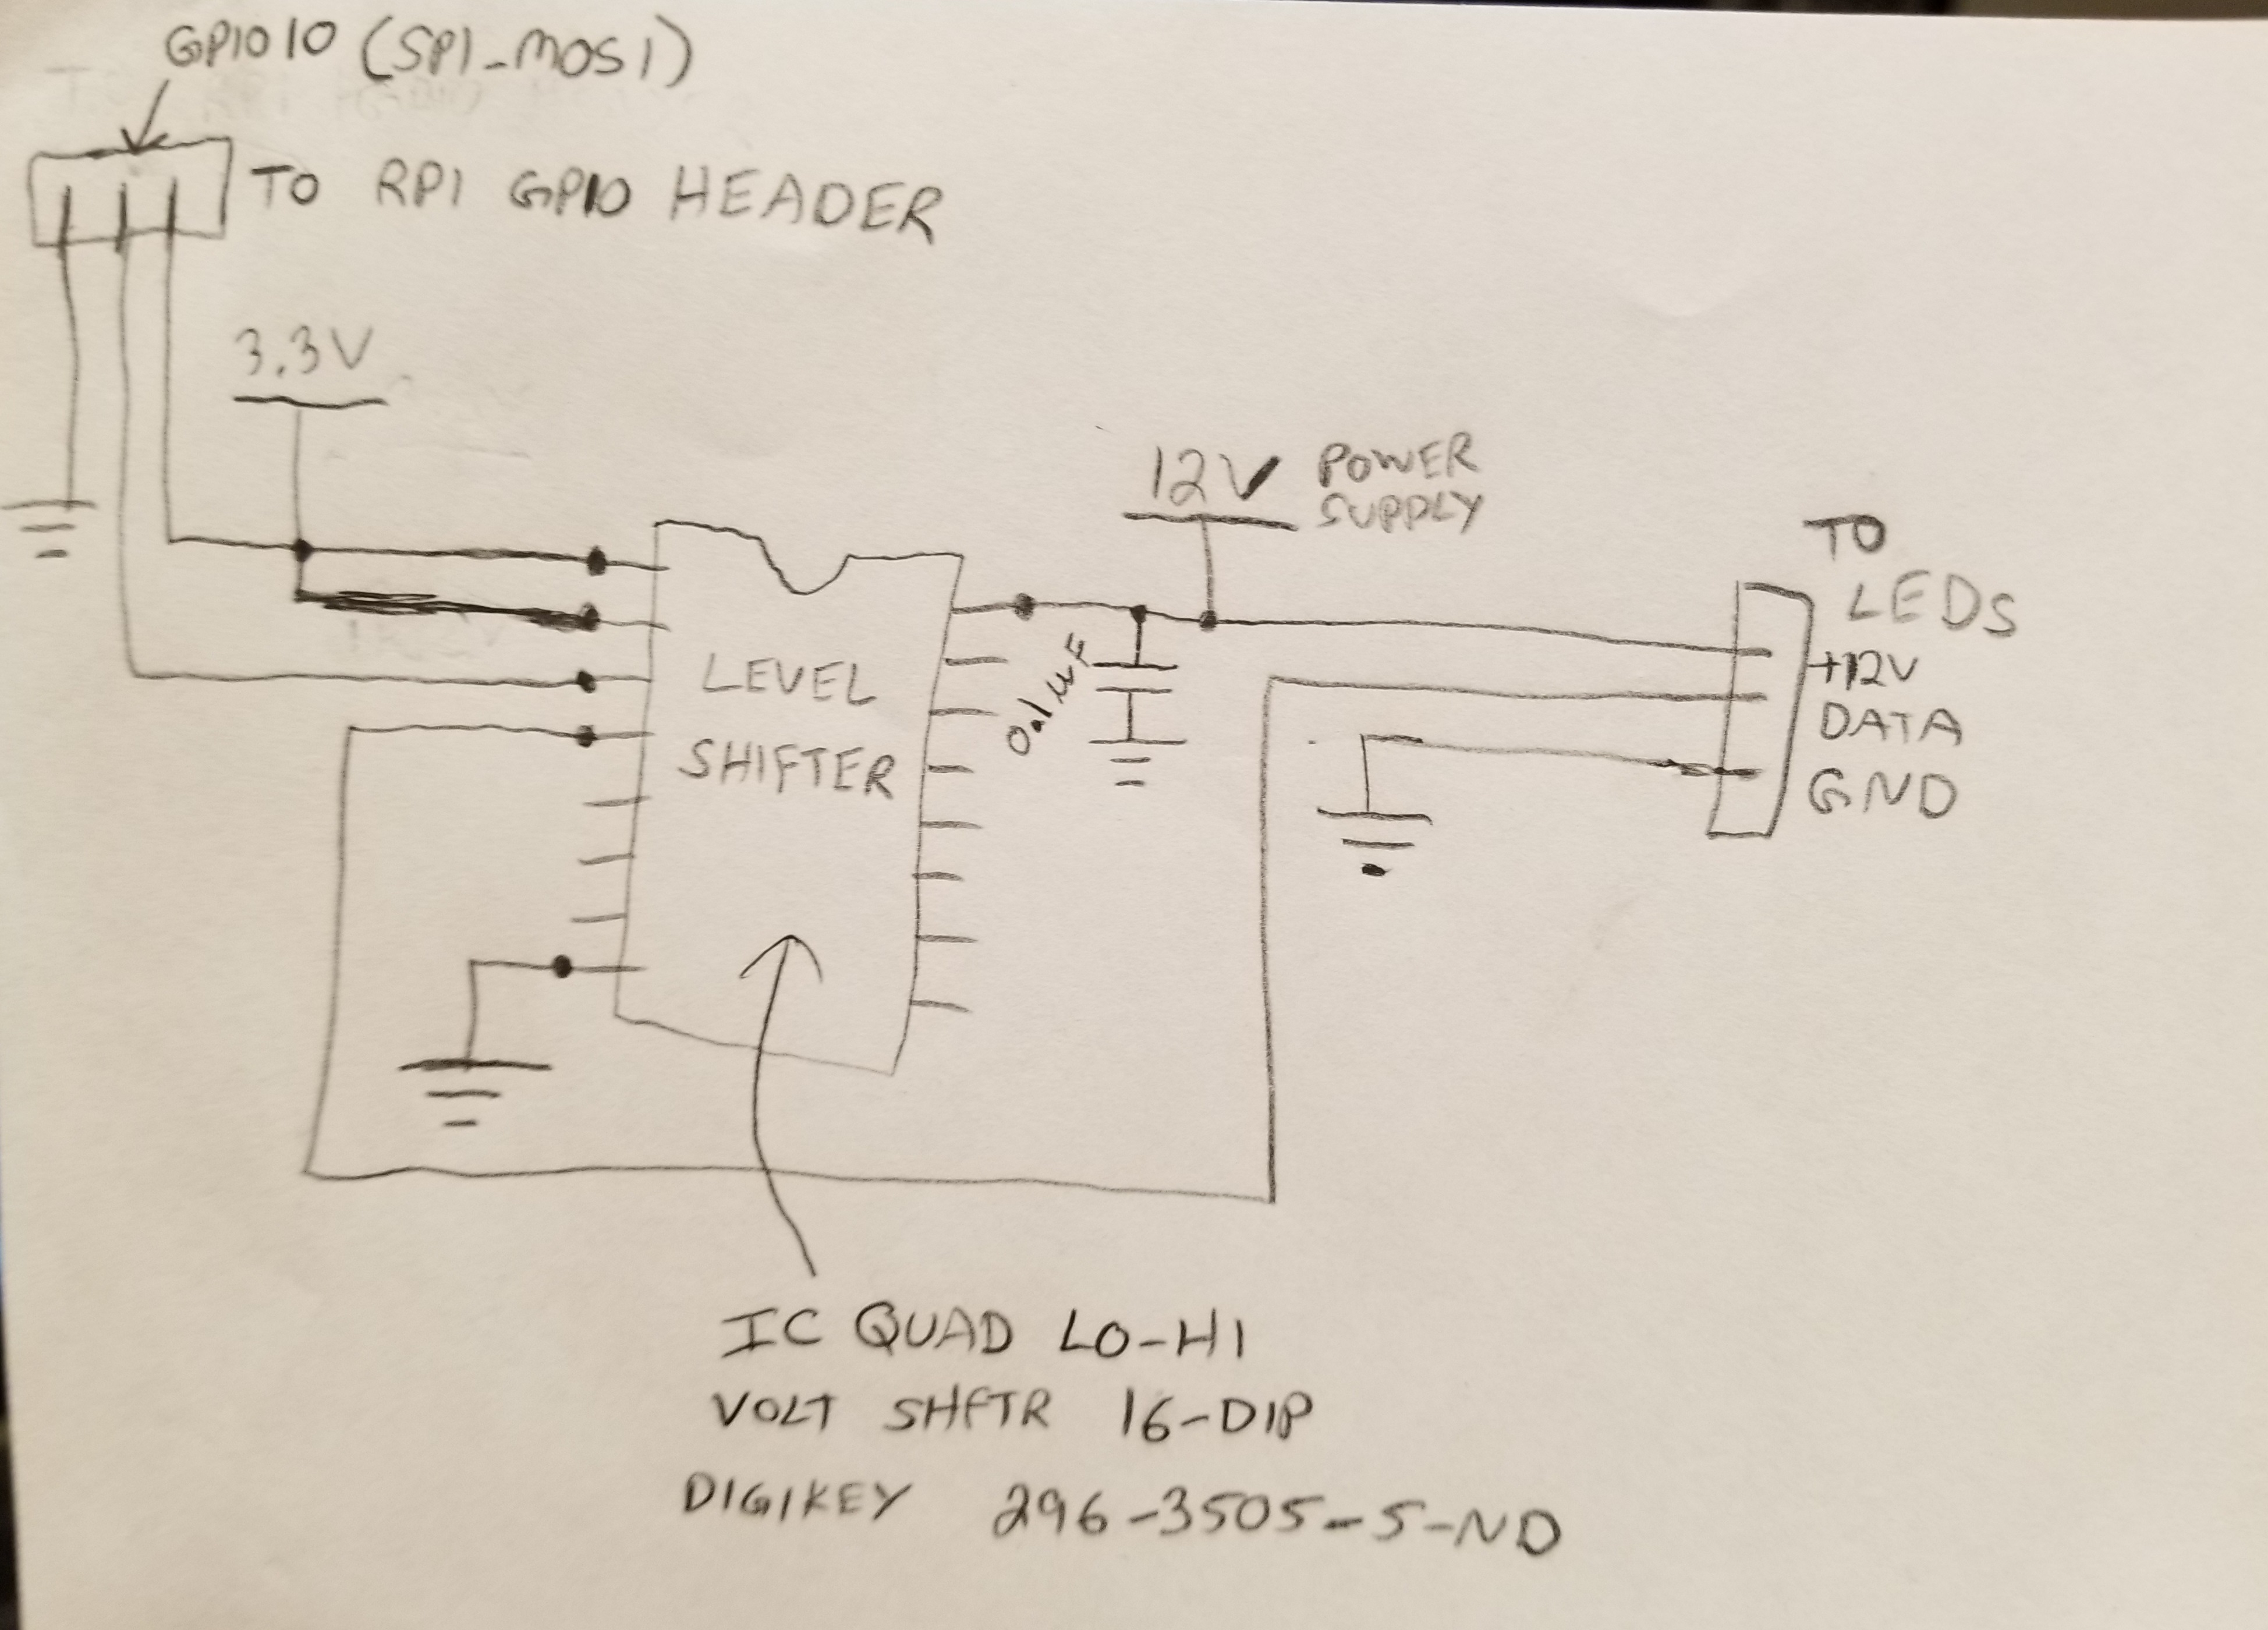 GPIO10 (SPI_MOSI)
TO RPI GPIO HEADER
3.3V
12V POWER
SUPPLY
TO
LEDS
+12V
DATA
GND
0.1uF
LEVEL
SHIFTER
IC QUAD LO-HI
VOLT SHFTR 16-DIP
DIGIKEY 296-3505-5-ND